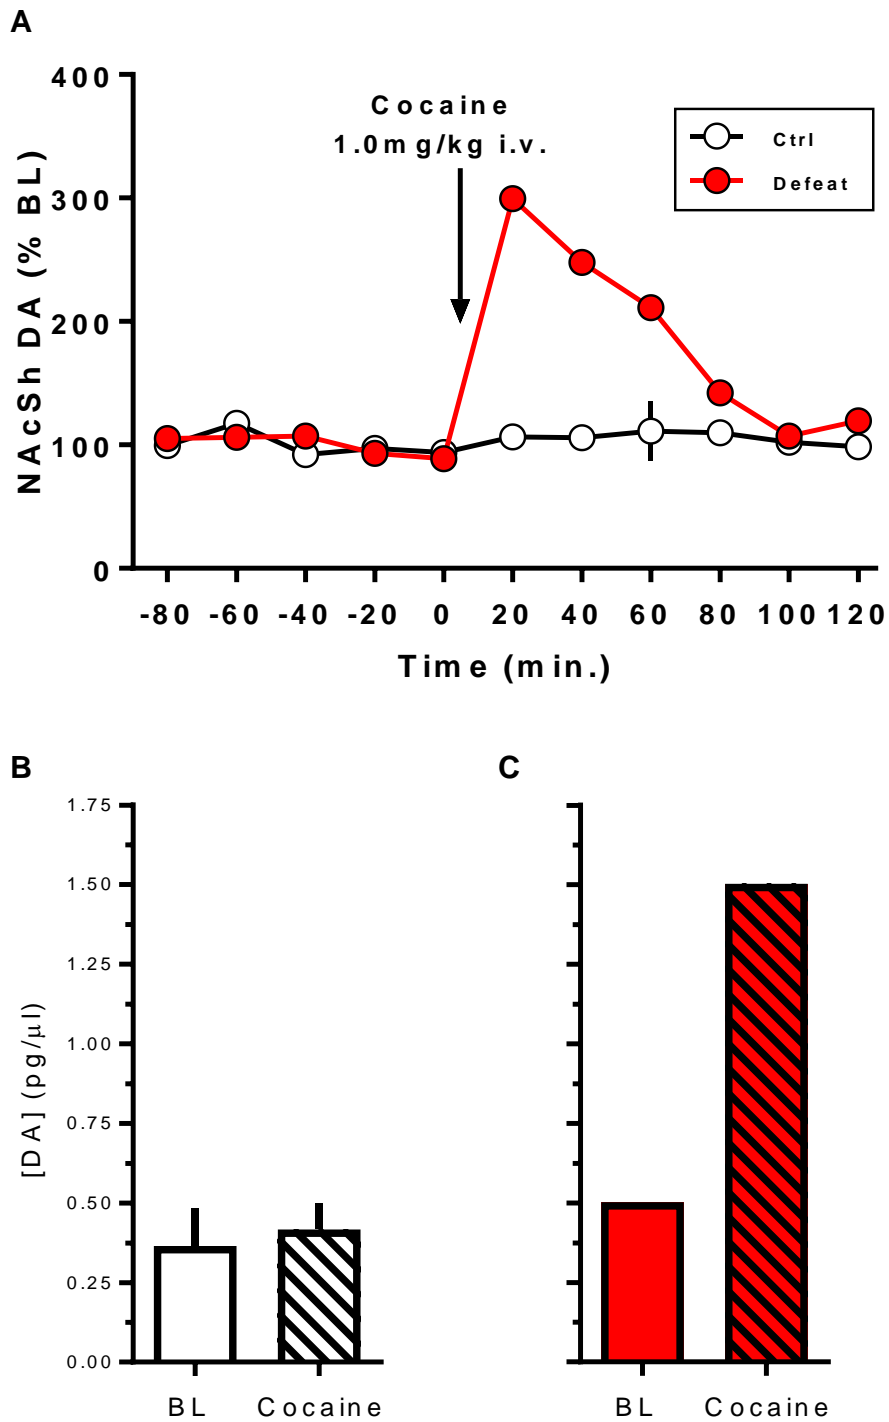 A
400
300
200
100
0
NAcSh DA (% BL)
Cocaine
1.0mg/kg i.v.
Ctrl
Defeat
-80 -60 -40 -20 0 20 40 60 80 100 120
Time (min.)
B
C
1.75
1.50
1.25
1.00
0.75
0.50
0.25
0.00
[DA] (pg/μl)
BL Cocaine
BL Cocaine